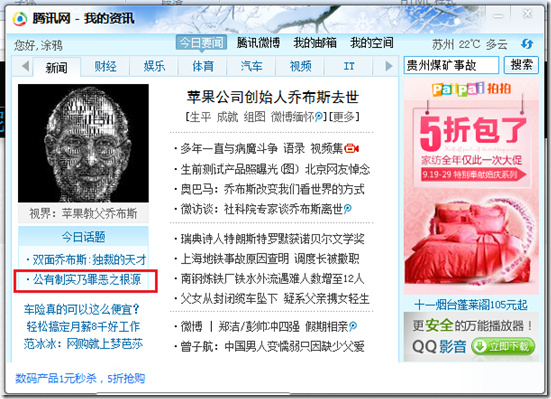 腾讯网 - 我的资讯
您好, 涂鸦
今日要闻 腾讯微博 我的邮箱 我的空间
苏州 22℃ 多云
新闻 财经 娱乐 体育 汽车 视频 IT
贵州煤矿事故 搜索
苹果公司创始人乔布斯去世
[生平 成就 组图 微博缅怀 ][更多]
视界: 苹果教父乔布斯
今日话题
·双面乔布斯:独裁的天才
·公有制实乃罪恶之根源
车险真的可以这么便宜?
轻松搞定月薪8千好工作
范冰冰: 网购就上梦芭莎
·多年一直与病魔斗争 语录 视频集
·生前测试产品照曝光(图) 北京网友悼念
·奥巴马: 乔布斯改变我们看世界的方式
·微访谈: 社科院专家谈乔布斯离世
·瑞典诗人特朗斯特罗默获诺贝尔文学奖
·上海地铁事故原因查明 调度长被撤职
·南钢炼铁厂铁水外流遇难人数增至12人
·父女从封闭缆车坠下 疑系父亲携女轻生
·微博 | 郑洁/彭帅冲四强 假期相亲
·曾子航: 中国男人变懦弱只因缺少父爱
PaiPai 拍拍
5折包了
家纺全年仅此一次大促
9.19-29 特别奉献婚庆系列
十一烟台蓬莱阁105元起
更安全的万能播放器!
QQ影音 立即下载
数码产品1元秒杀, 5折抢购